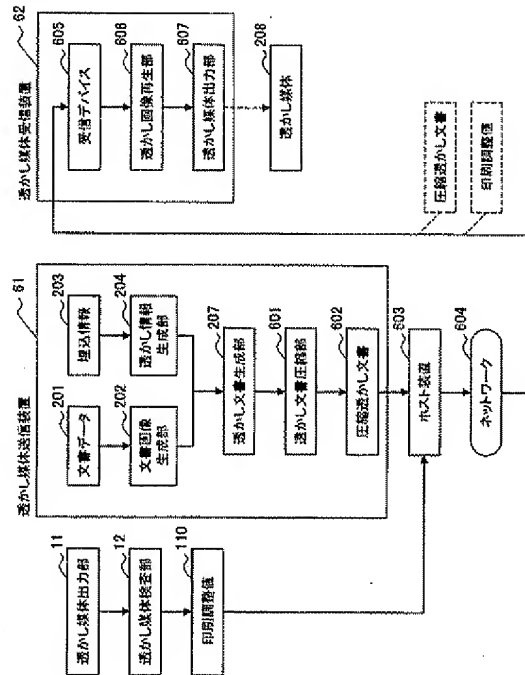 62
透かし媒体受信装置
605
受信デバイス
606
透かし画像再生部
607
透かし媒体出力部
208
透かし媒体
圧縮透かし文書
印刷調整値
61
透かし媒体送信装置
203
埋込情報
204
透かし情報
生成部
201
文書データ
202
文書画像
生成部
207
透かし文書生成部
601
透かし文書圧縮部
602
圧縮透かし文書
603
ホスト装置
604
ネットワーク
11
透かし媒体出力部
12
透かし媒体検査部
110
印刷調整値